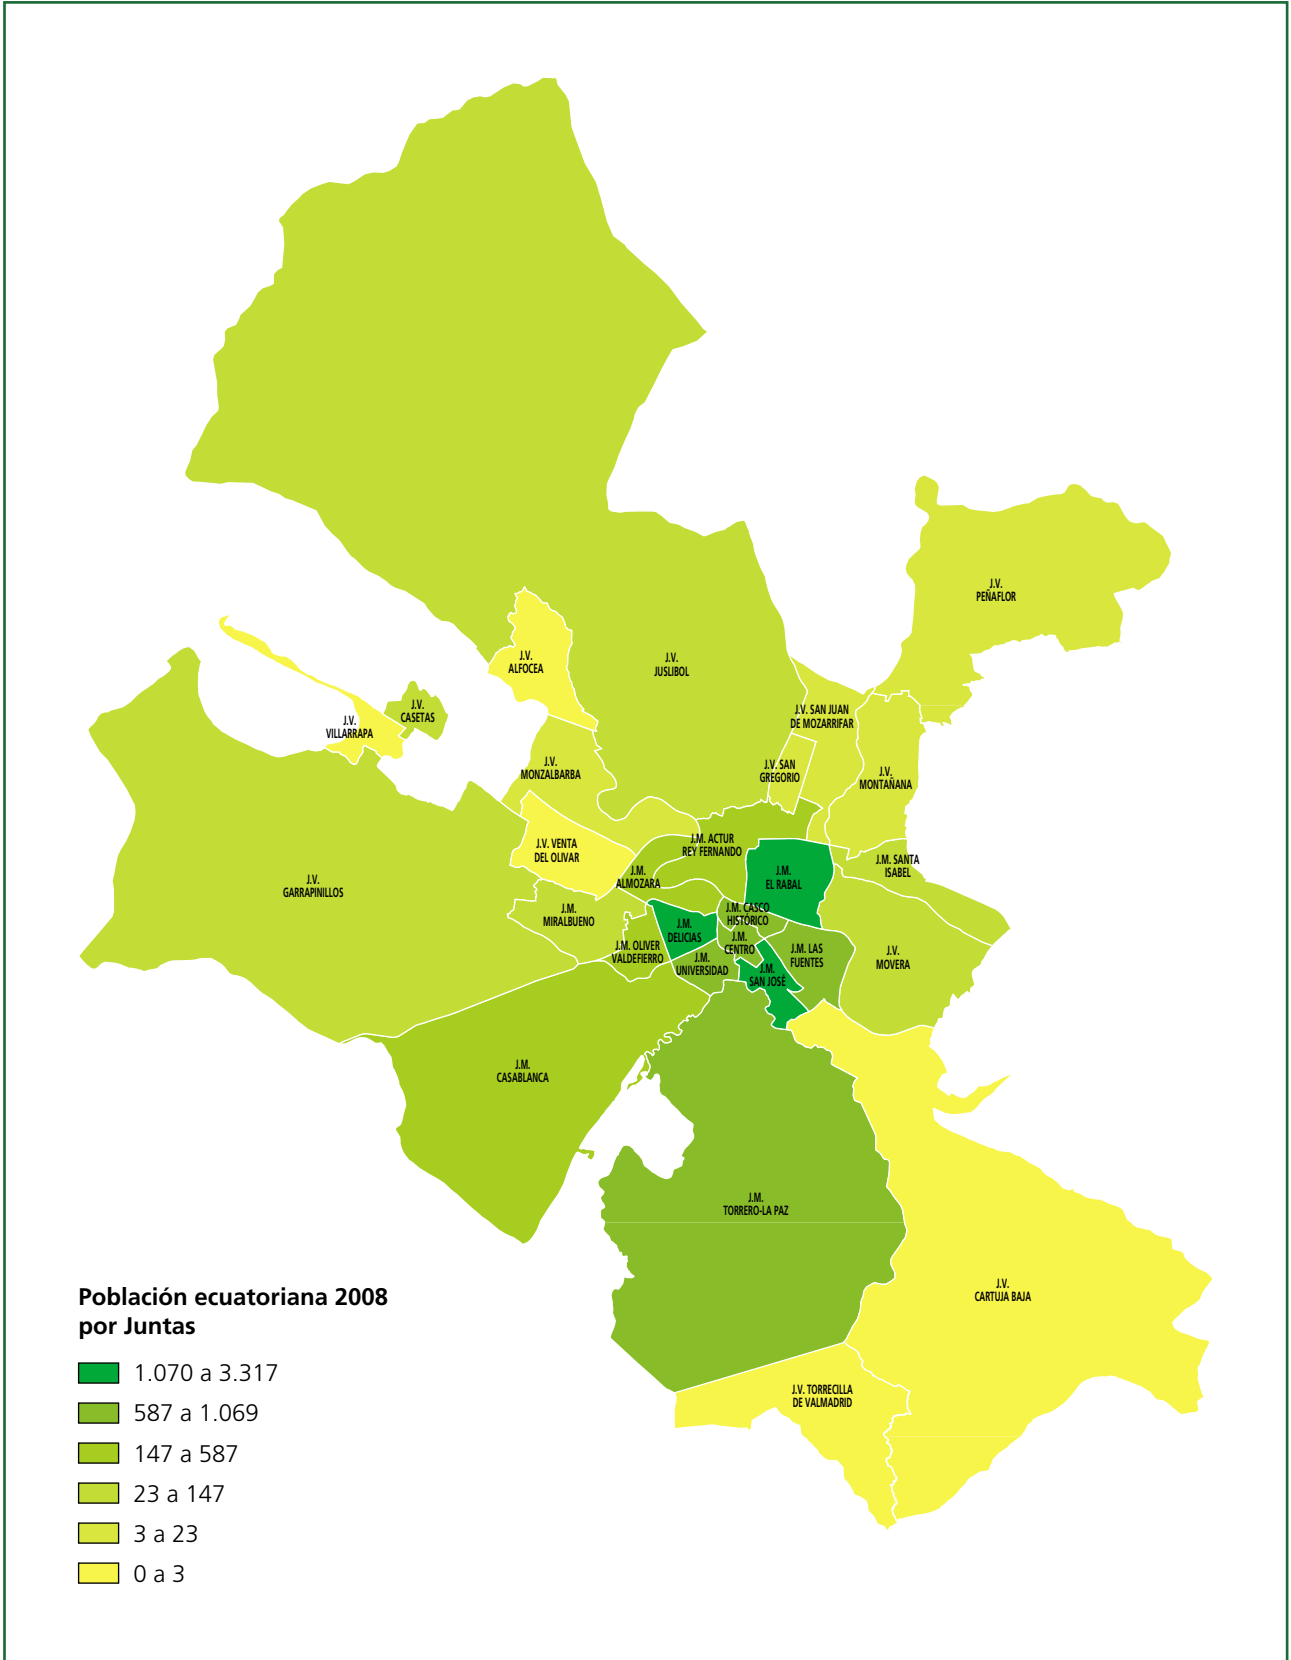 J.V.
PEÑAFLOR
J.V.
ALFOCEA
J.V.
JUSLIBOL
J.V.
CASETAS
J.V.
VILLARRAPA
J.V. SAN JUAN
DE MOZARRIFAR
J.V.
MONZALBARBA
J.V. SAN
GREGORIO
J.V.
MONTAÑANA
J.V. VENTA
DEL OLIVAR
J.M. ACTUR
REY FERNANDO
J.M. SANTA
ISABEL
J.V.
GARRAPINILLOS
J.M.
ALMOZARA
J.M.
EL RABAL
J.M.
MIRALBUENO
J.M. CASCO
HISTÓRICO
J.M.
DELICIAS
J.M. OLIVER
VALDEFIERRO
J.M.
CENTRO
J.M. LAS
FUENTES
J.V.
MOVERA
J.M.
UNIVERSIDAD
J.M.
SAN JOSÉ
J.M.
CASABLANCA
J.M.
TORRERO-LA PAZ
J.V.
CARTUJA BAJA
J.V. TORRECILLA
DE VALMADRID
Población ecuatoriana 2008
por Juntas
1.070 a 3.317
587 a 1.069
147 a 587
23 a 147
3 a 23
0 a 3